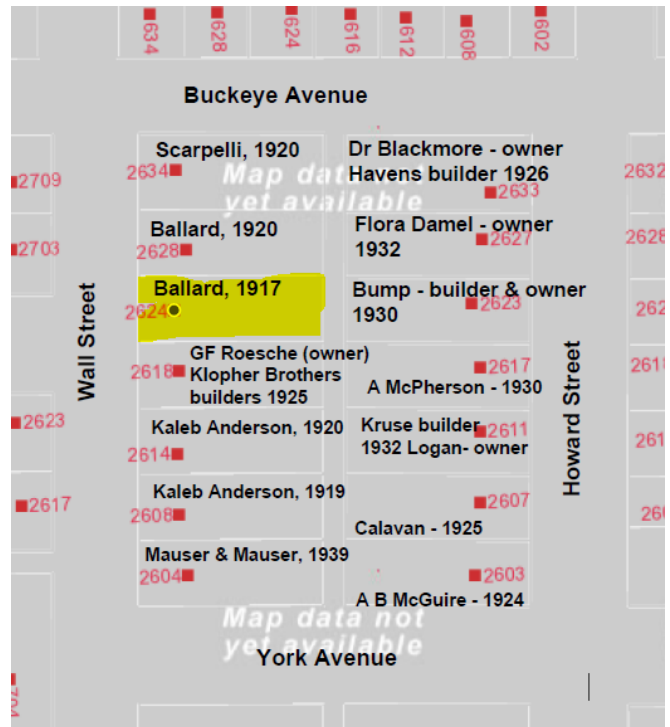 634
628
624
616
612
608
602
Buckeye Avenue
Scarpelli, 1920
2634
Dr Blackmore - owner
Havens builder 1926
2633
2632
2709
Map data not
yet available
Ballard, 1920
2628
Flora Damel - owner
1932
2627
2628
2703
Ballard, 1917
2624
Bump - builder & owner
1930
2623
Wall Street
GF Roesche (owner)
Klopher Brothers
builders 1925
2618
2617
A McPherson - 1930
Howard Street
Kaleb Anderson, 1920
2614
Kruse builder
1932 Logan- owner
2611
2623
Kaleb Anderson, 1919
2608
2607
Calavan - 1925
2617
Mauser & Mauser, 1939
2604
2603
A B McGuire - 1924
Map data not
yet available
York Avenue